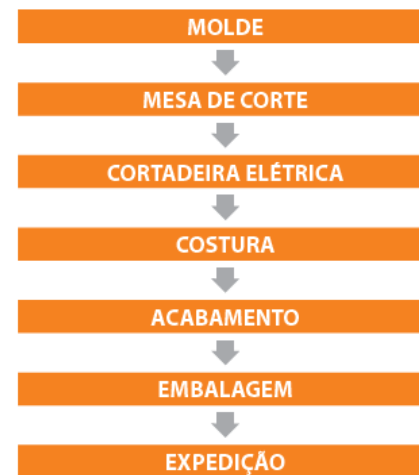 MOLDE
MESA DE CORTE
CORTADEIRA ELÉTRICA
COSTURA
ACABAMENTO
EMBALAGEM
EXPEDIÇÃO